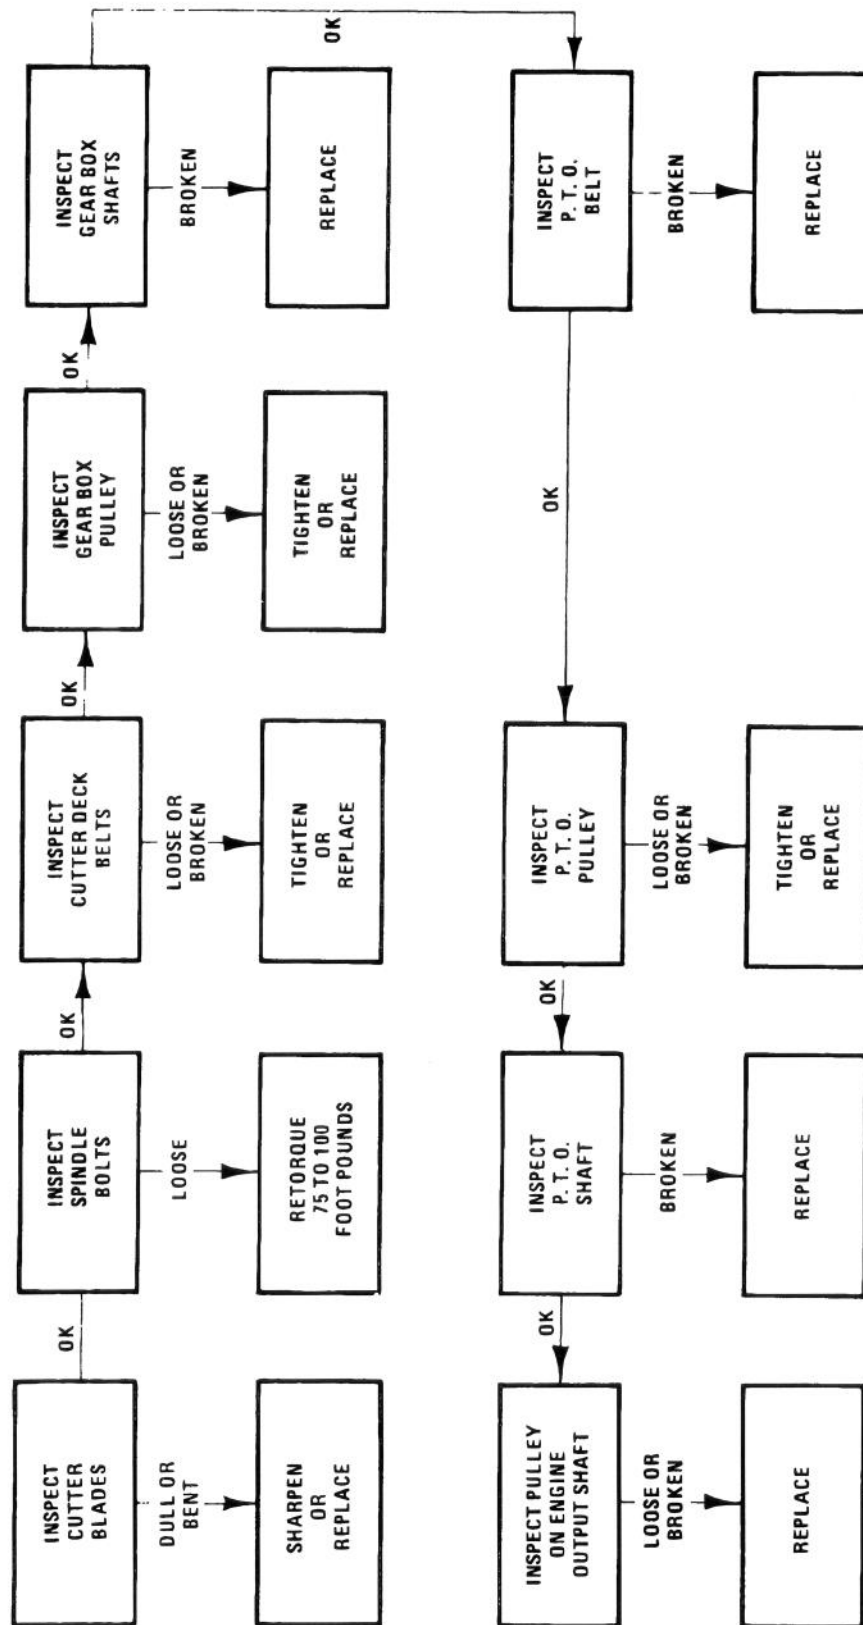 INSPECT
CUTTER
BLADES
OK
DULL OR
BENT
SHARPEN
OR
REPLACE
INSPECT
SPINDLE
BOLTS
OK
LOOSE
RETORQUE
75 TO 100
FOOT POUNDS
INSPECT
CUTTER DECK
BELTS
OK
LOOSE OR
BROKEN
TIGHTEN
OR
REPLACE
INSPECT
GEAR BOX
PULLEY
OK
LOOSE OR
BROKEN
TIGHTEN
OR
REPLACE
INSPECT
GEAR BOX
SHAFTS
OK
BROKEN
REPLACE
INSPECT
P. T. O.
BELT
OK
BROKEN
REPLACE
INSPECT
P. T. O.
PULLEY
OK
LOOSE OR
BROKEN
TIGHTEN
OR
REPLACE
INSPECT
P. T. O.
SHAFT
OK
BROKEN
REPLACE
INSPECT PULLEY
ON ENGINE
OUTPUT SHAFT
LOOSE OR
BROKEN
REPLACE